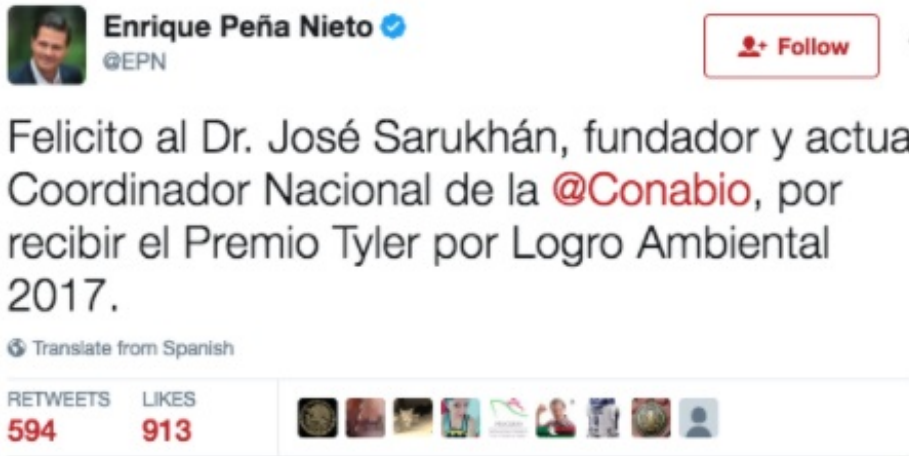 Enrique Peña Nieto
@EPN
Follow
Felicito al Dr. José Sarukhán, fundador y actua
Coordinador Nacional de la @Conabio, por
recibir el Premio Tyler por Logro Ambiental
2017.
Translate from Spanish
RETWEETS LIKES
594 913